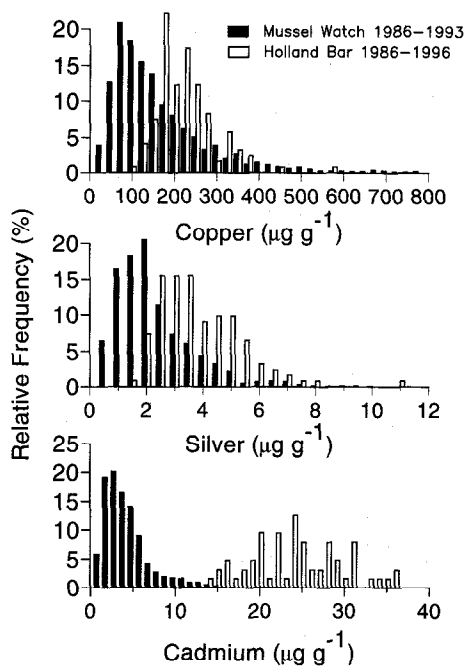 Mussel Watch 1986-1993
Holland Bar 1986-1996
20
15
10
5
0
0 100 200 300 400 500 600 700 800
Copper (µg g⁻¹)
Relative Frequency (%)
20
15
10
5
0
0 2 4 6 8 10 12
Silver (µg g⁻¹)
25
20
15
10
5
0
0 10 20 30 40
Cadmium (µg g⁻¹)